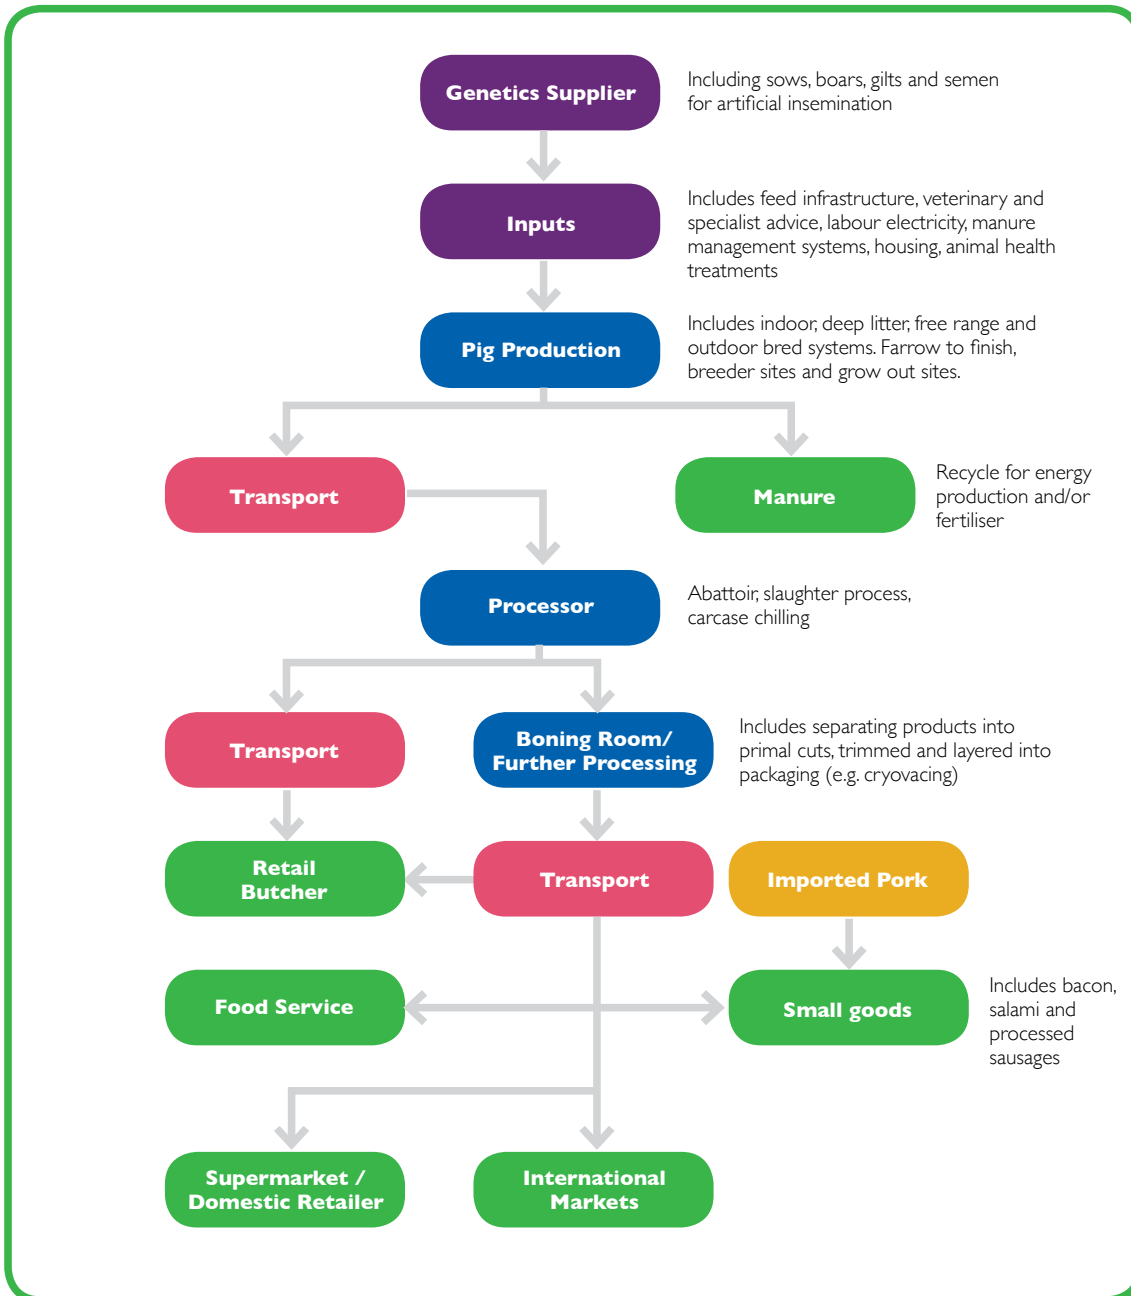 Genetics Supplier
Including sows, boars, gilts and semen
for artificial insemination
Inputs
Includes feed infrastructure, veterinary and
specialist advice, labour electricity, manure
management systems, housing, animal health
treatments
Pig Production
Includes indoor, deep litter, free range and
outdoor bred systems. Farrow to finish,
breeder sites and grow out sites.
Transport
Manure
Recycle for energy
production and/or
fertiliser
Processor
Abattoir, slaughter process,
carcase chilling
Transport
Boning Room/
Further Processing
Includes separating products into
primal cuts, trimmed and layered into
packaging (e.g. cryovacing)
Retail
Butcher
Transport
Imported Pork
Food Service
Small goods
Includes bacon,
salami and
processed
sausages
Supermarket /
Domestic Retailer
International
Markets